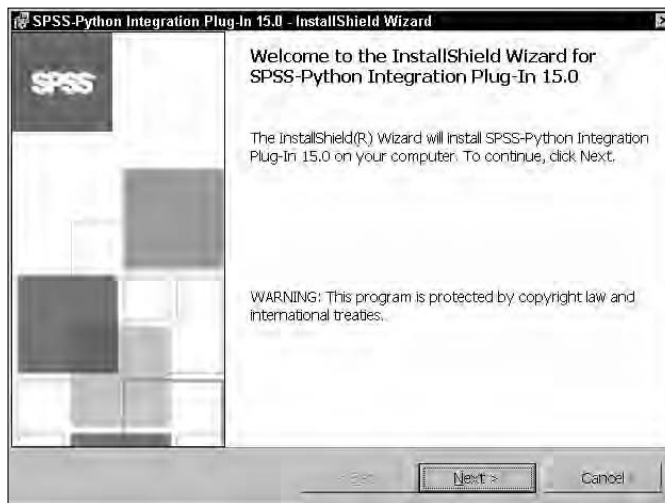 SPSS-Python Integration Plug-In 15.0 - InstallShield Wizard
SPSS
Welcome to the InstallShield Wizard for
SPSS-Python Integration Plug-In 15.0
The InstallShield(R) Wizard will install SPSS-Python Integration
Plug-In 15.0 on your computer. To continue, click Next.
WARNING: This program is protected by copyright law and
international treaties.
Next >
Cancel